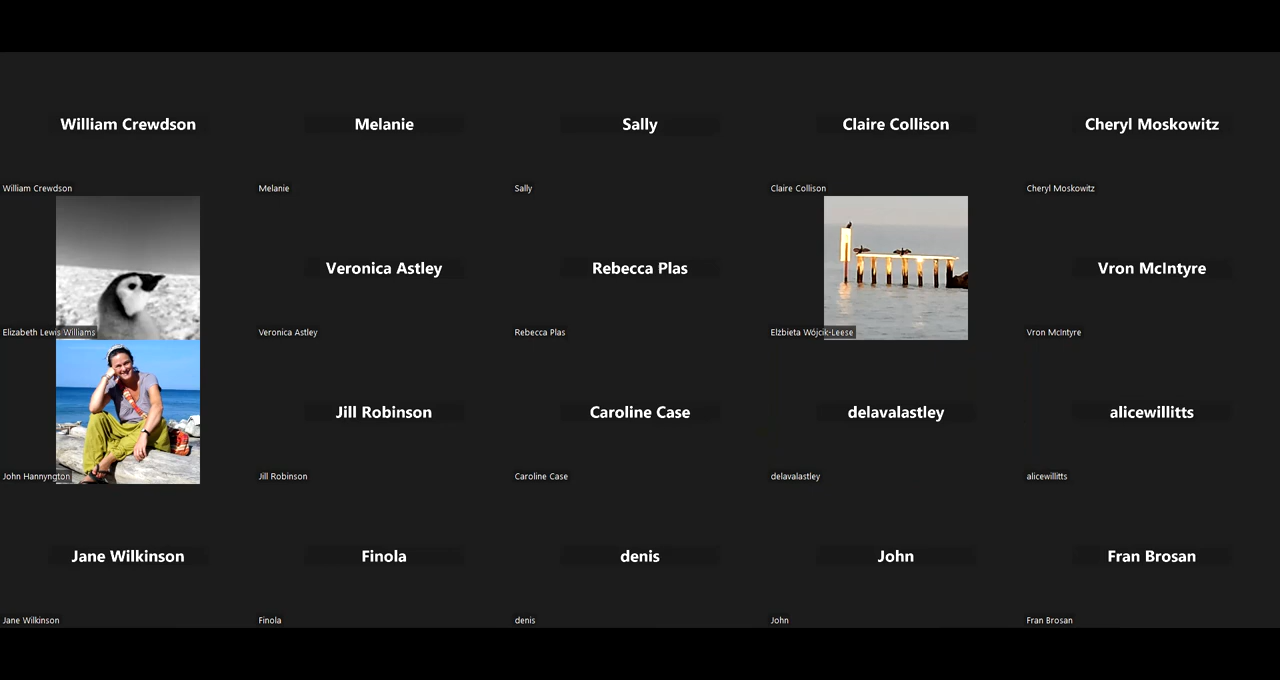 William Crewdson
Melanie
Sally
Claire Collison
Cheryl Moskowitz
William Crewdson
Melanie
Sally
Claire Collison
Cheryl Moskowitz
Veronica Astley
Rebecca Plas
Vron McIntyre
Elizabeth Lewis Williams
Veronica Astley
Rebecca Plas
Elżbieta Wójcik-Leese
Vron McIntyre
Jill Robinson
Caroline Case
delavalastley
alicewillitts
John Hannyngton
Jill Robinson
Caroline Case
delavalastley
alicewillitts
Jane Wilkinson
Finola
denis
John
Fran Brosan
Jane Wilkinson
Finola
denis
John
Fran Brosan